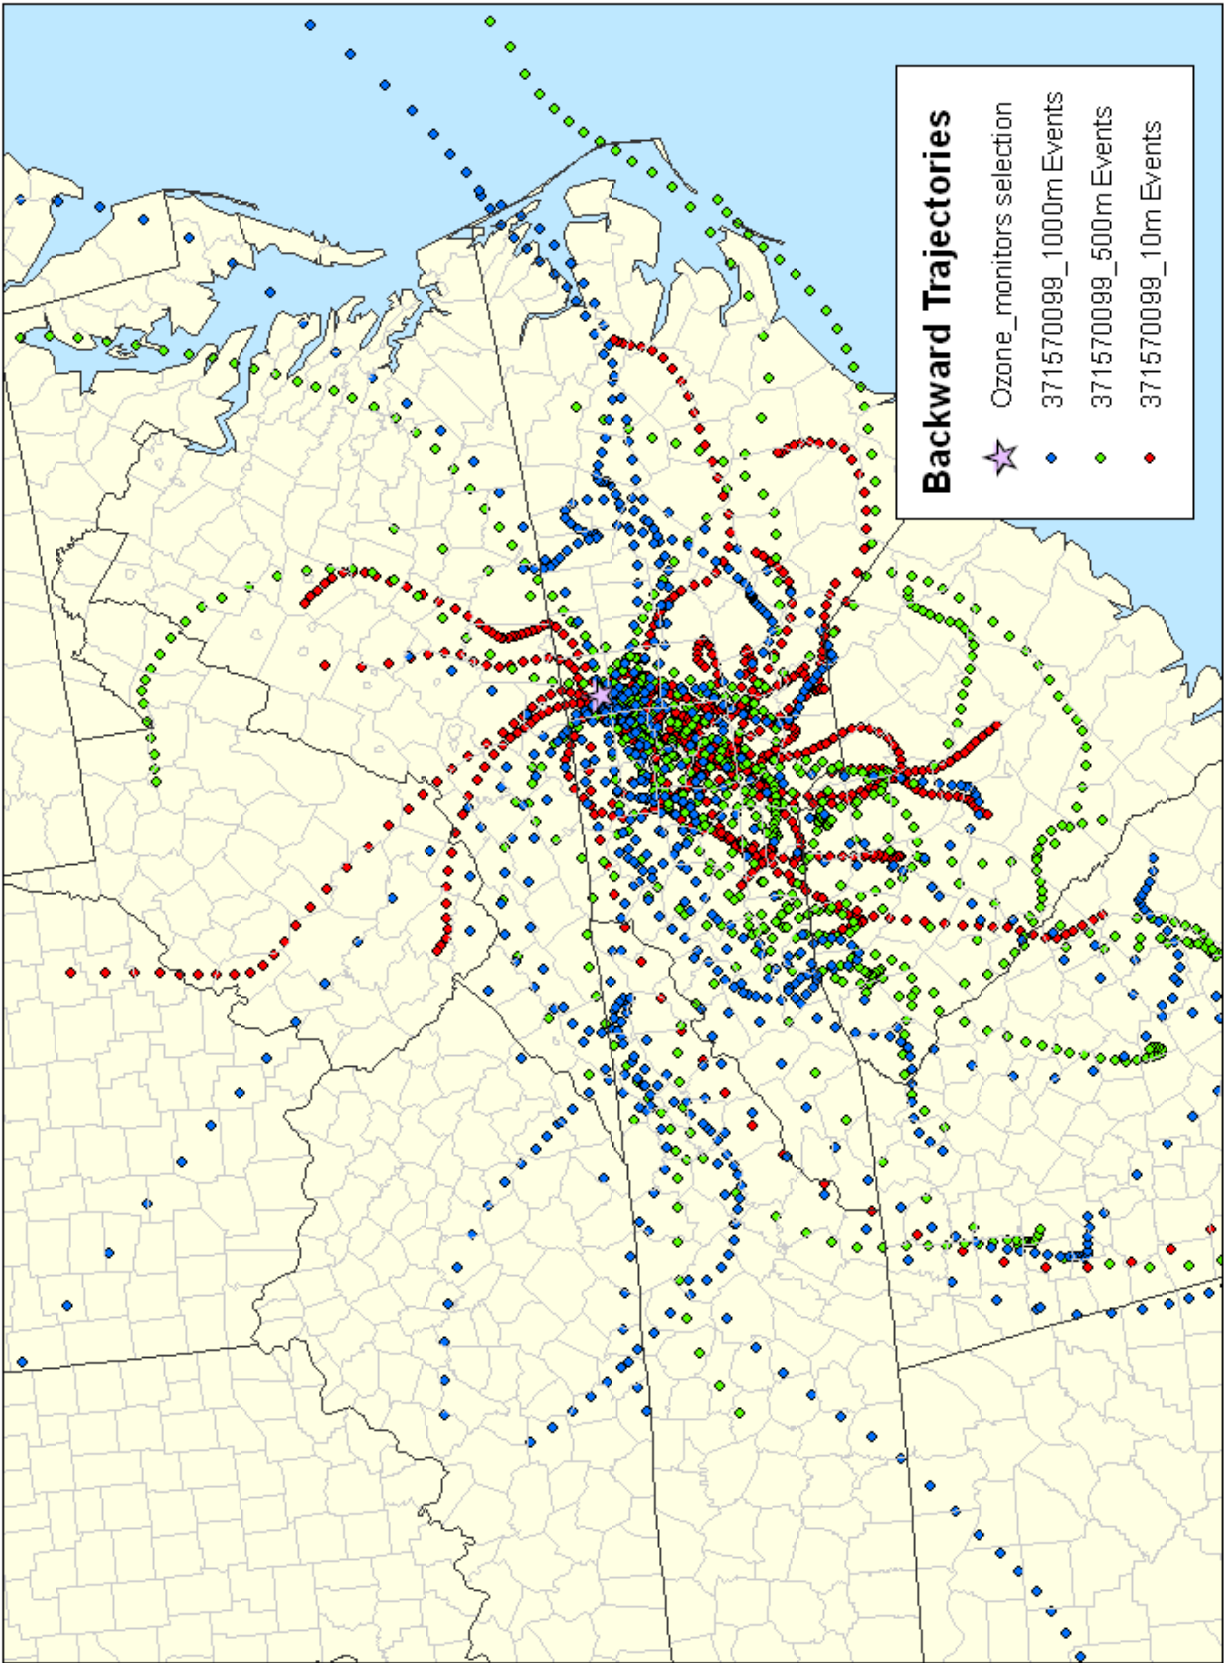 Backward Trajectories
Ozone_monitors selection
371570099_1000m Events
371570099_500m Events
371570099_10m Events